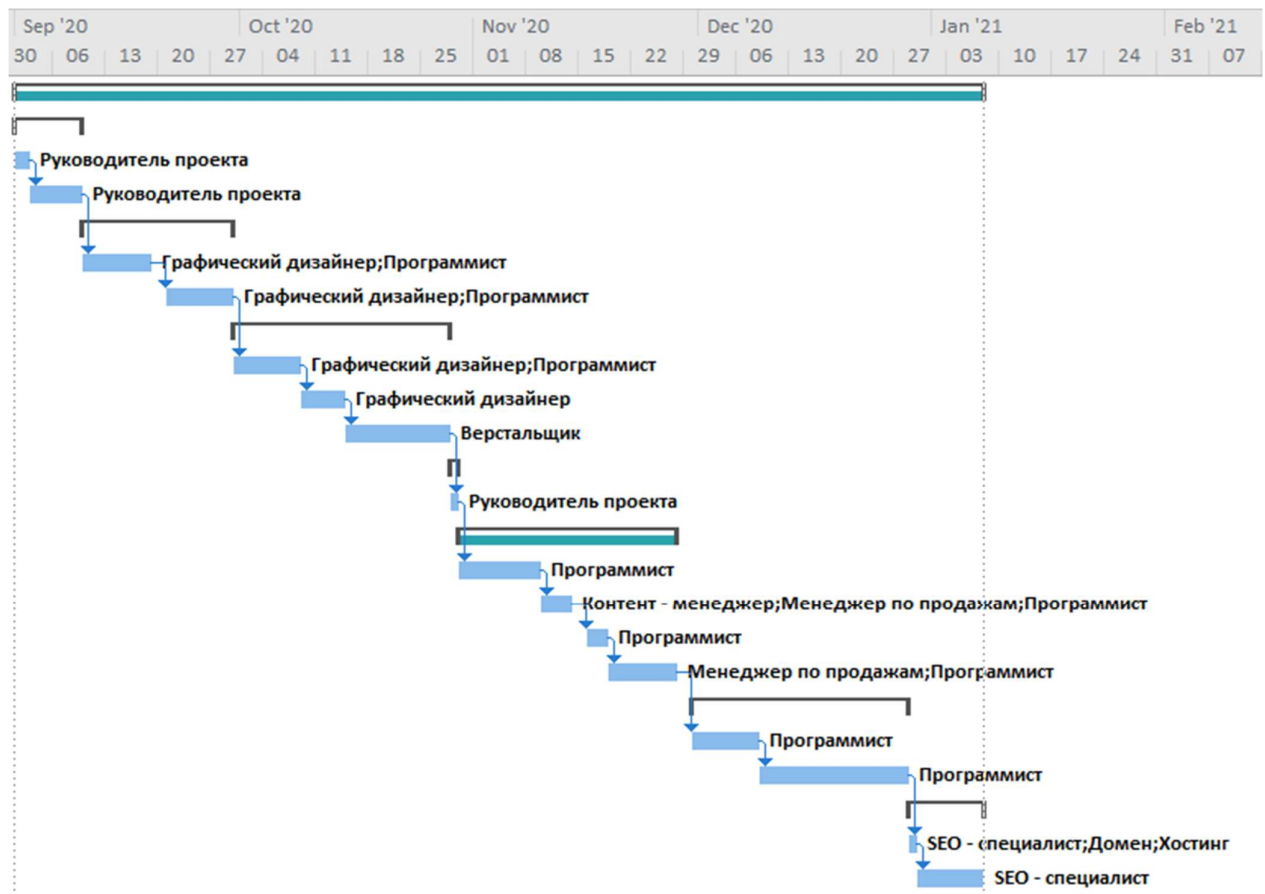 Sep '20 Oct '20 Nov '20 Dec '20 Jan '21 Feb '21
30 06 13 20 27 04 11 18 25 01 08 15 22 29 06 13 20 27 03 10 17 24 31 07
Руководитель проекта
Руководитель проекта
Графический дизайнер;Программист
Графический дизайнер;Программист
Графический дизайнер;Программист
Графический дизайнер
Верстальщик
Руководитель проекта
Программист
Контент - менеджер;Менеджер по продажам;Программист
Программист
Менеджер по продажам;Программист
Программист
Программист
SEO - специалист;Домен;Хостинг
SEO - специалист